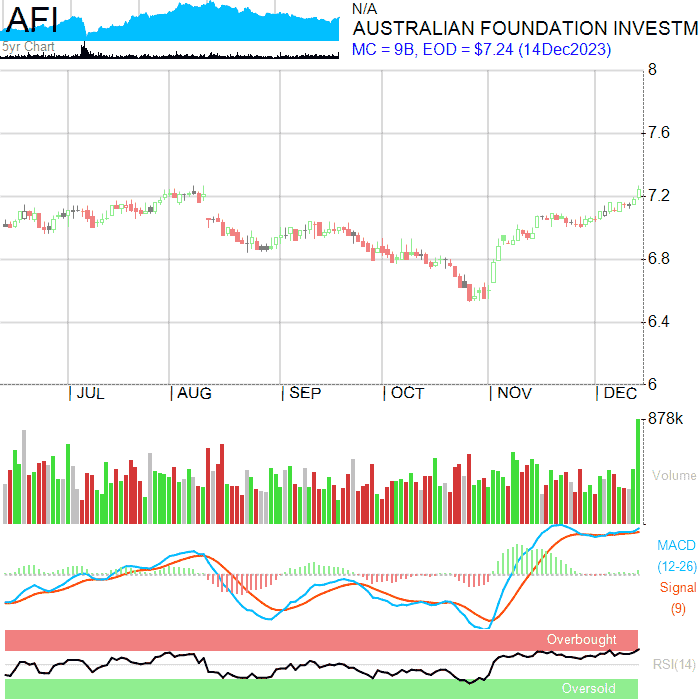 AFI
5yr Chart
N/A
AUSTRALIAN FOUNDATION INVESTM
MC = 9B, EOD = $7.24 (14Dec2023)
8
7.6
7.2
6.8
6.4
6
JUL
AUG
SEP
OCT
NOV
DEC
878k
Volume
MACD
(12-26)
Signal
(9)
Overbought
RSI(14)
Oversold